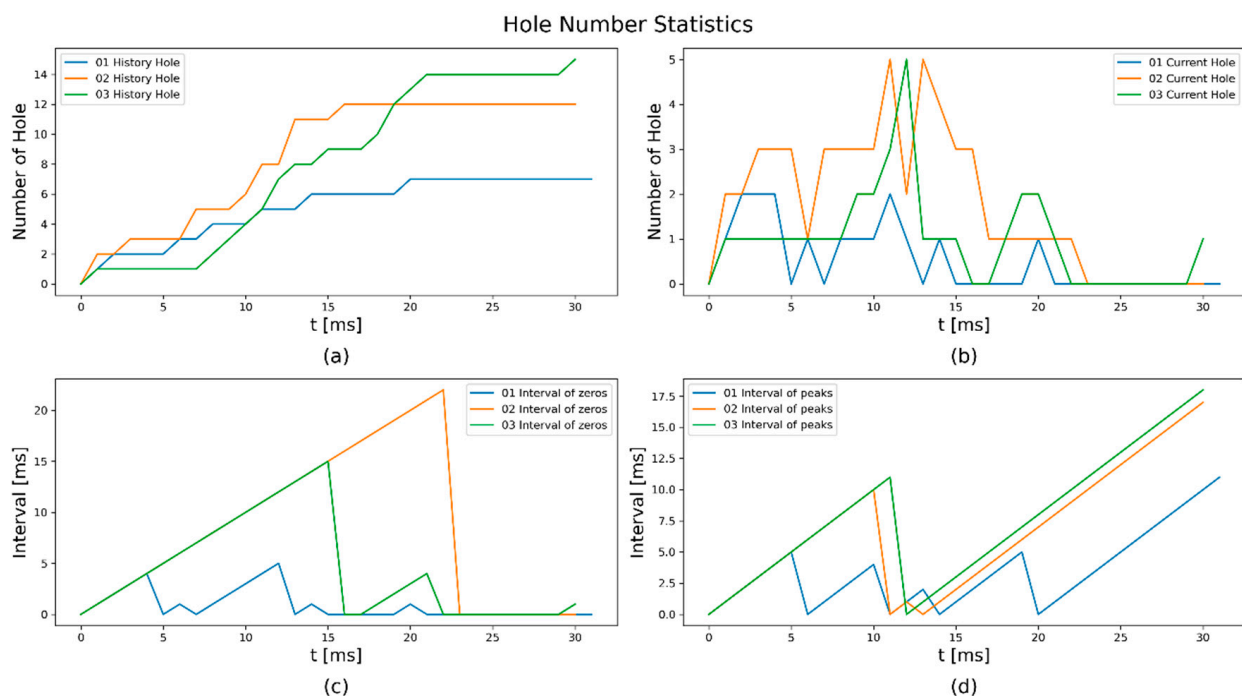 Hole Number Statistics
01 History Hole
02 History Hole
03 History Hole
Number of Hole
14
12
10
8
6
4
2
0
0 5 10 15 20 25 30
t [ms]
(a)
01 Current Hole
02 Current Hole
03 Current Hole
Number of Hole
5
4
3
2
1
0
0 5 10 15 20 25 30
t [ms]
(b)
01 Interval of zeros
02 Interval of zeros
03 Interval of zeros
Interval [ms]
20
15
10
5
0
0 5 10 15 20 25 30
t [ms]
(c)
01 Interval of peaks
02 Interval of peaks
03 Interval of peaks
Interval [ms]
17.5
15.0
12.5
10.0
7.5
5.0
2.5
0.0
0 5 10 15 20 25 30
t [ms]
(d)